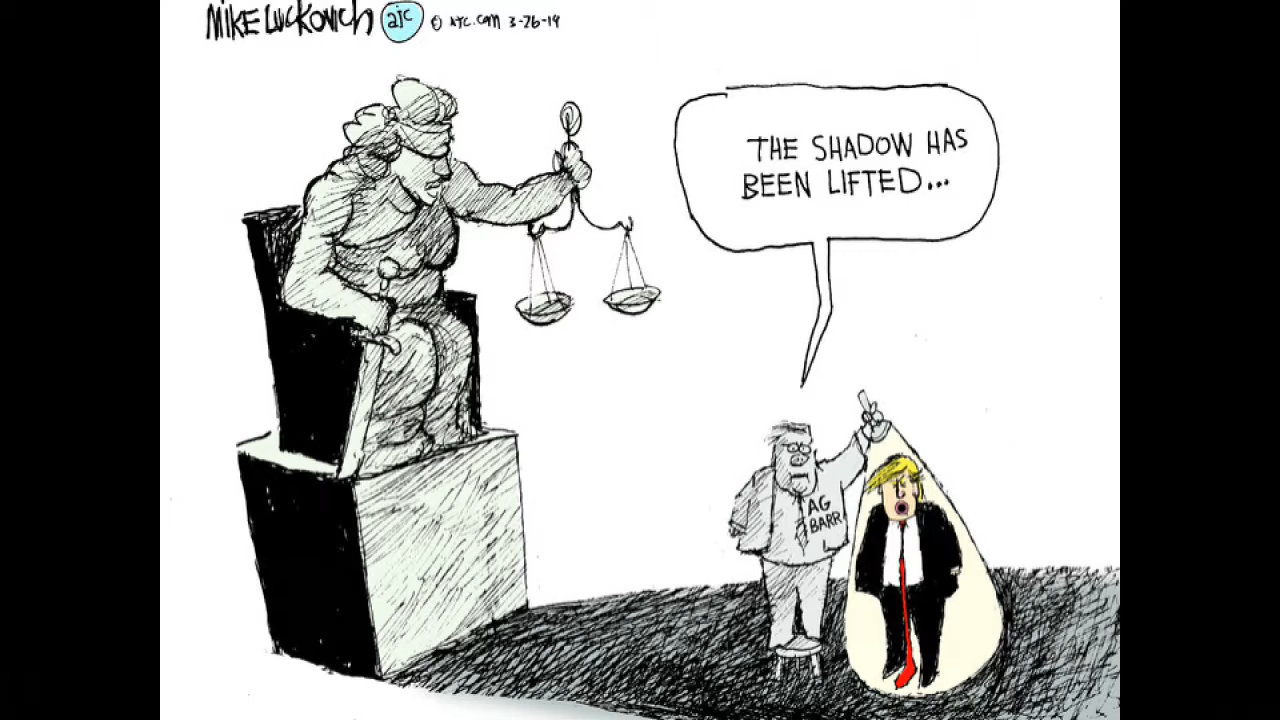 MIKE LUCKOVICH ajc © AJC.COM 3-26-19
THE SHADOW HAS
BEEN LIFTED...
AG
BARR